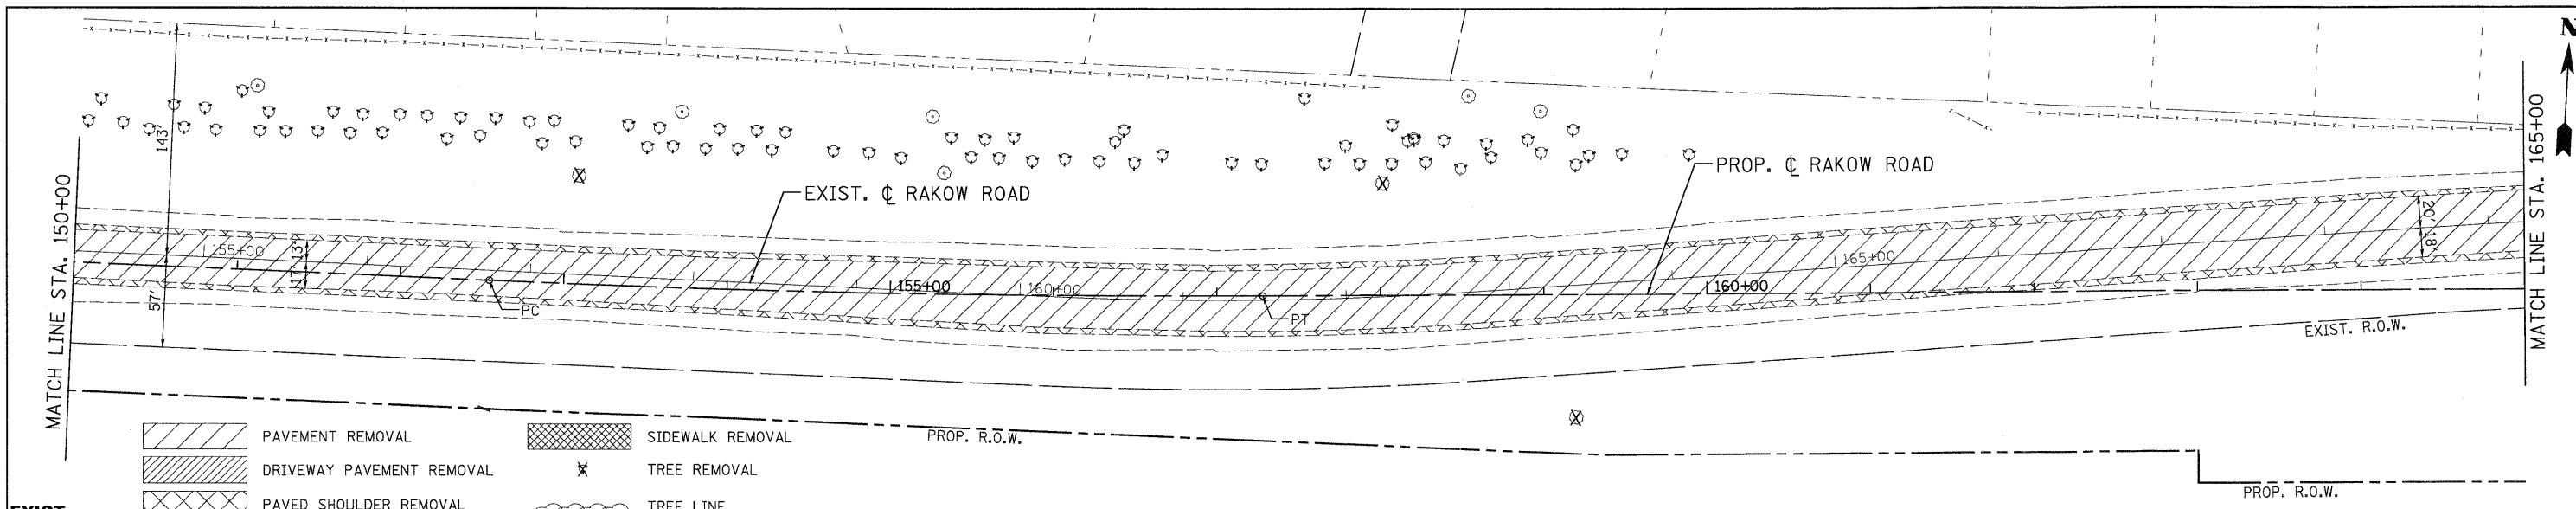 N
143'
EXIST. ℄ RAKOW ROAD
PROP. ℄ RAKOW ROAD
MATCH LINE STA. 150+00
MATCH LINE STA. 165+00
155+00
13'
17'
57'
PC
155+00
160+00
PT
160+00
165+00
20'
18'
EXIST. R.O.W.
PROP. R.O.W.
PROP. R.O.W.
PAVEMENT REMOVAL
SIDEWALK REMOVAL
DRIVEWAY PAVEMENT REMOVAL
TREE REMOVAL
PAVED SHOULDER REMOVAL
TREE LINE
EXIST